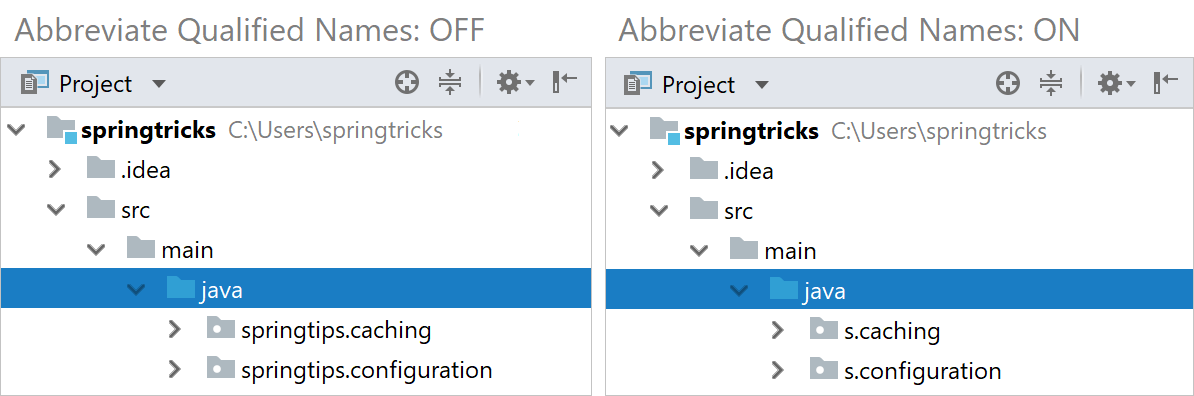 Abbreviate Qualified Names: OFF
Project
springtricks C:\Users\springtricks
.idea
src
main
java
springtips.caching
springtips.configuration
Abbreviate Qualified Names: ON
Project
springtricks C:\Users\springtricks
.idea
src
main
java
s.caching
s.configuration